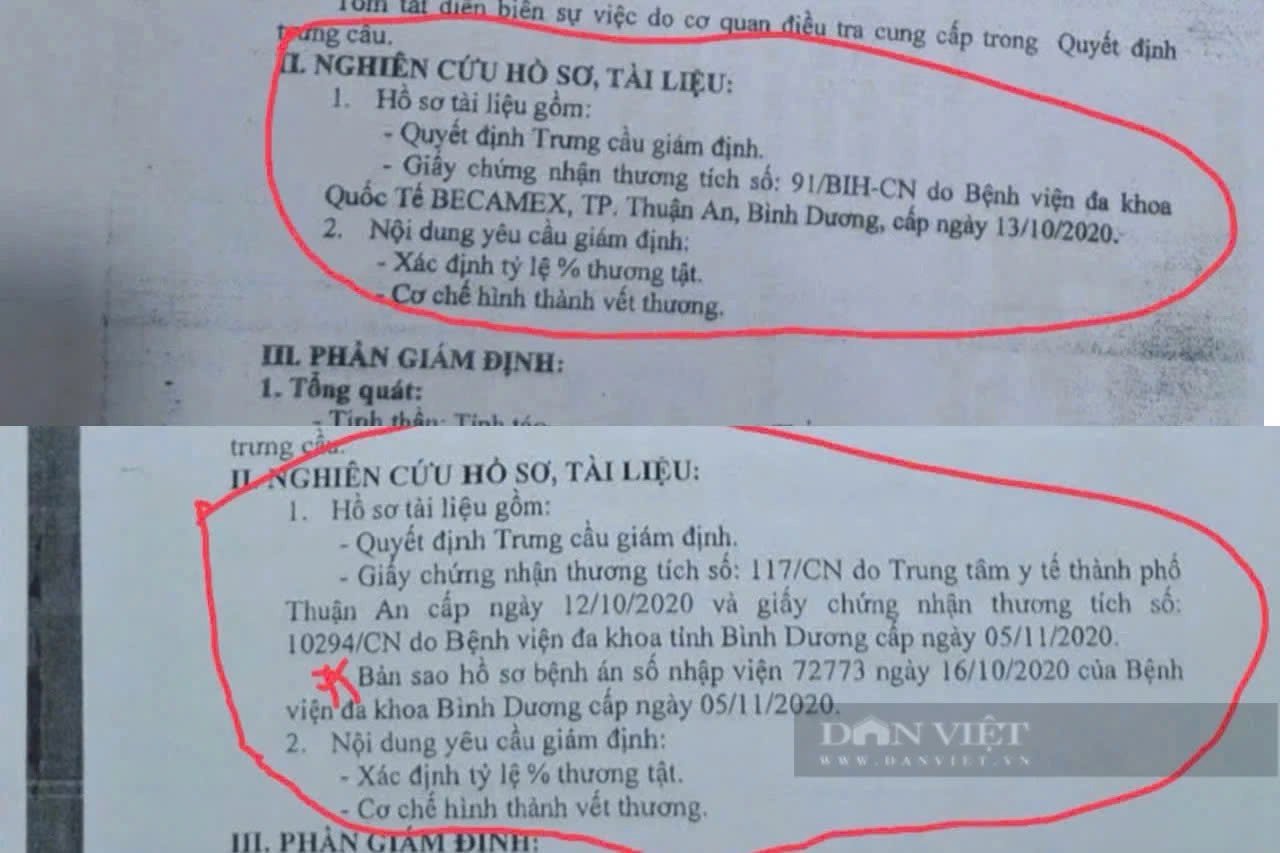 Tóm tắt diễn biến sự việc do cơ quan điều tra cung cấp trong Quyết định
trưng cầu.
II. NGHIÊN CỨU HỒ SƠ, TÀI LIỆU:
1. Hồ sơ tài liệu gồm:
- Quyết định Trưng cầu giám định.
- Giấy chứng nhận thương tích số: 91/BIH-CN do Bệnh viện đa khoa
Quốc Tế BECAMEX, TP. Thuận An, Bình Dương, cấp ngày 13/10/2020.
2. Nội dung yêu cầu giám định:
- Xác định tỷ lệ % thương tật.
- Cơ chế hình thành vết thương.
III. PHẦN GIÁM ĐỊNH:
1. Tổng quát:
- Tinh thần: Tỉnh táo
trưng cầu.
II. NGHIÊN CỨU HỒ SƠ, TÀI LIỆU:
1. Hồ sơ tài liệu gồm:
- Quyết định Trưng cầu giám định.
- Giấy chứng nhận thương tích số: 117/CN do Trung tâm y tế thành phố
Thuận An cấp ngày 12/10/2020 và giấy chứng nhận thương tích số:
10294/CN do Bệnh viện đa khoa tỉnh Bình Dương cấp ngày 05/11/2020.
Bản sao hồ sơ bệnh án số nhập viện 72773 ngày 16/10/2020 của Bệnh
viện đa khoa Bình Dương cấp ngày 05/11/2020.
2. Nội dung yêu cầu giám định:
- Xác định tỷ lệ % thương tật.
- Cơ chế hình thành vết thương.
III. PHẦN GIÁM ĐỊNH:
DÂN VIỆT
WWW.DANVIET.VN